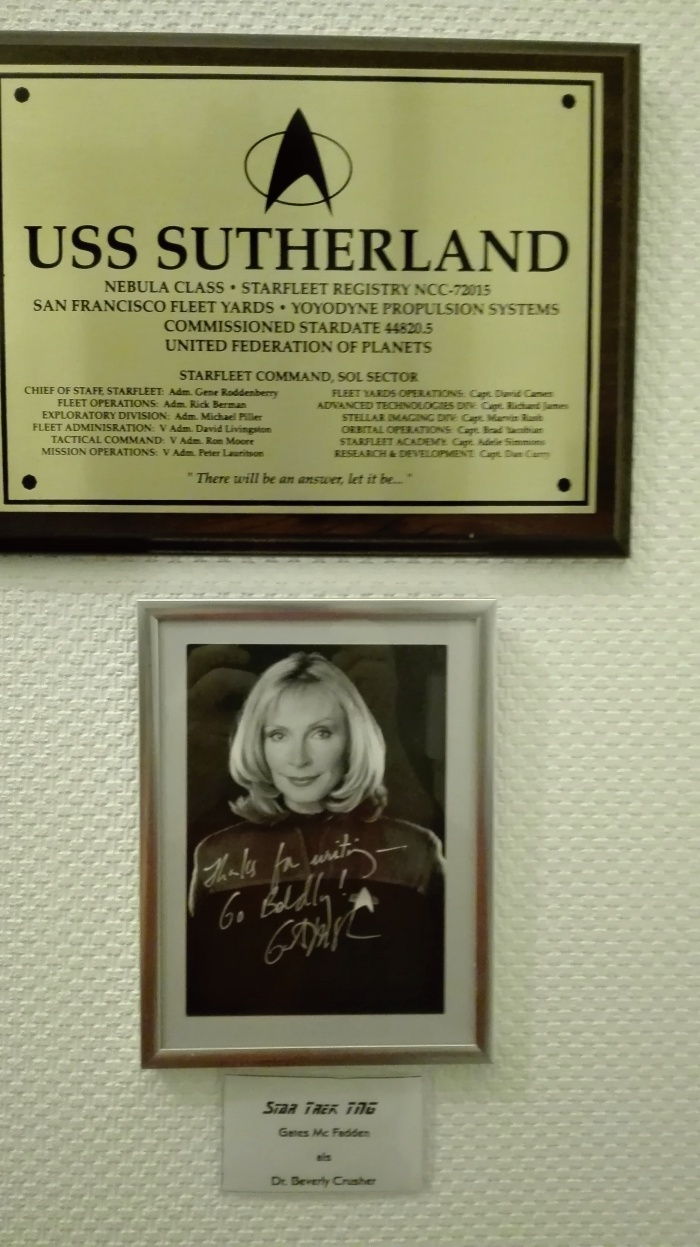 USS SUTHERLAND
NEBULA CLASS • STARFLEET REGISTRY NCC-72015
SAN FRANCISCO FLEET YARDS • YOYODYNE PROPULSION SYSTEMS
COMMISSIONED STARDATE 44820.5
UNITED FEDERATION OF PLANETS
STARFLEET COMMAND, SOL SECTOR
CHIEF OF STAFF, STARFLEET: Adm. Gene Roddenberry
FLEET OPERATIONS: Adm. Rick Berman
EXPLORATORY DIVISION: Adm. Michael Piller
FLEET ADMINISRATION: V Adm. David Livingston
TACTICAL COMMAND: V Adm. Ron Moore
MISSION OPERATIONS: V Adm. Peter Lauritson
FLEET YARDS OPERATIONS: Capt. David Carner
ADVANCED TECHNOLOGIES DIV: Capt. Richard James
STELLAR IMAGING DIV: Capt. Marvin Rush
ORBITAL OPERATIONS: Capt. Brad Yacobian
STARFLEET ACADEMY: Capt. Adele Simmons
RESEARCH & DEVELOPMENT: Capt. Dan Curry
" There will be an answer, let it be... "
Thanks for writing—
Go Boldly!
STAR TREK TNG
Gates Mc Fadden
als
Dr. Beverly Crusher